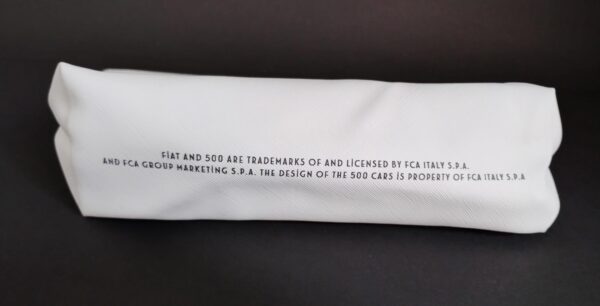 FiAT AND 500 ARE TRADEMARKS OF AND LiCENSED BY FCA ITALY S.P.A.
AND FCA GROUP MARKETING S.P.A. THE DESiGN OF THE 500 CARS iS PROPERTY OF FCA ITALY S.P.A